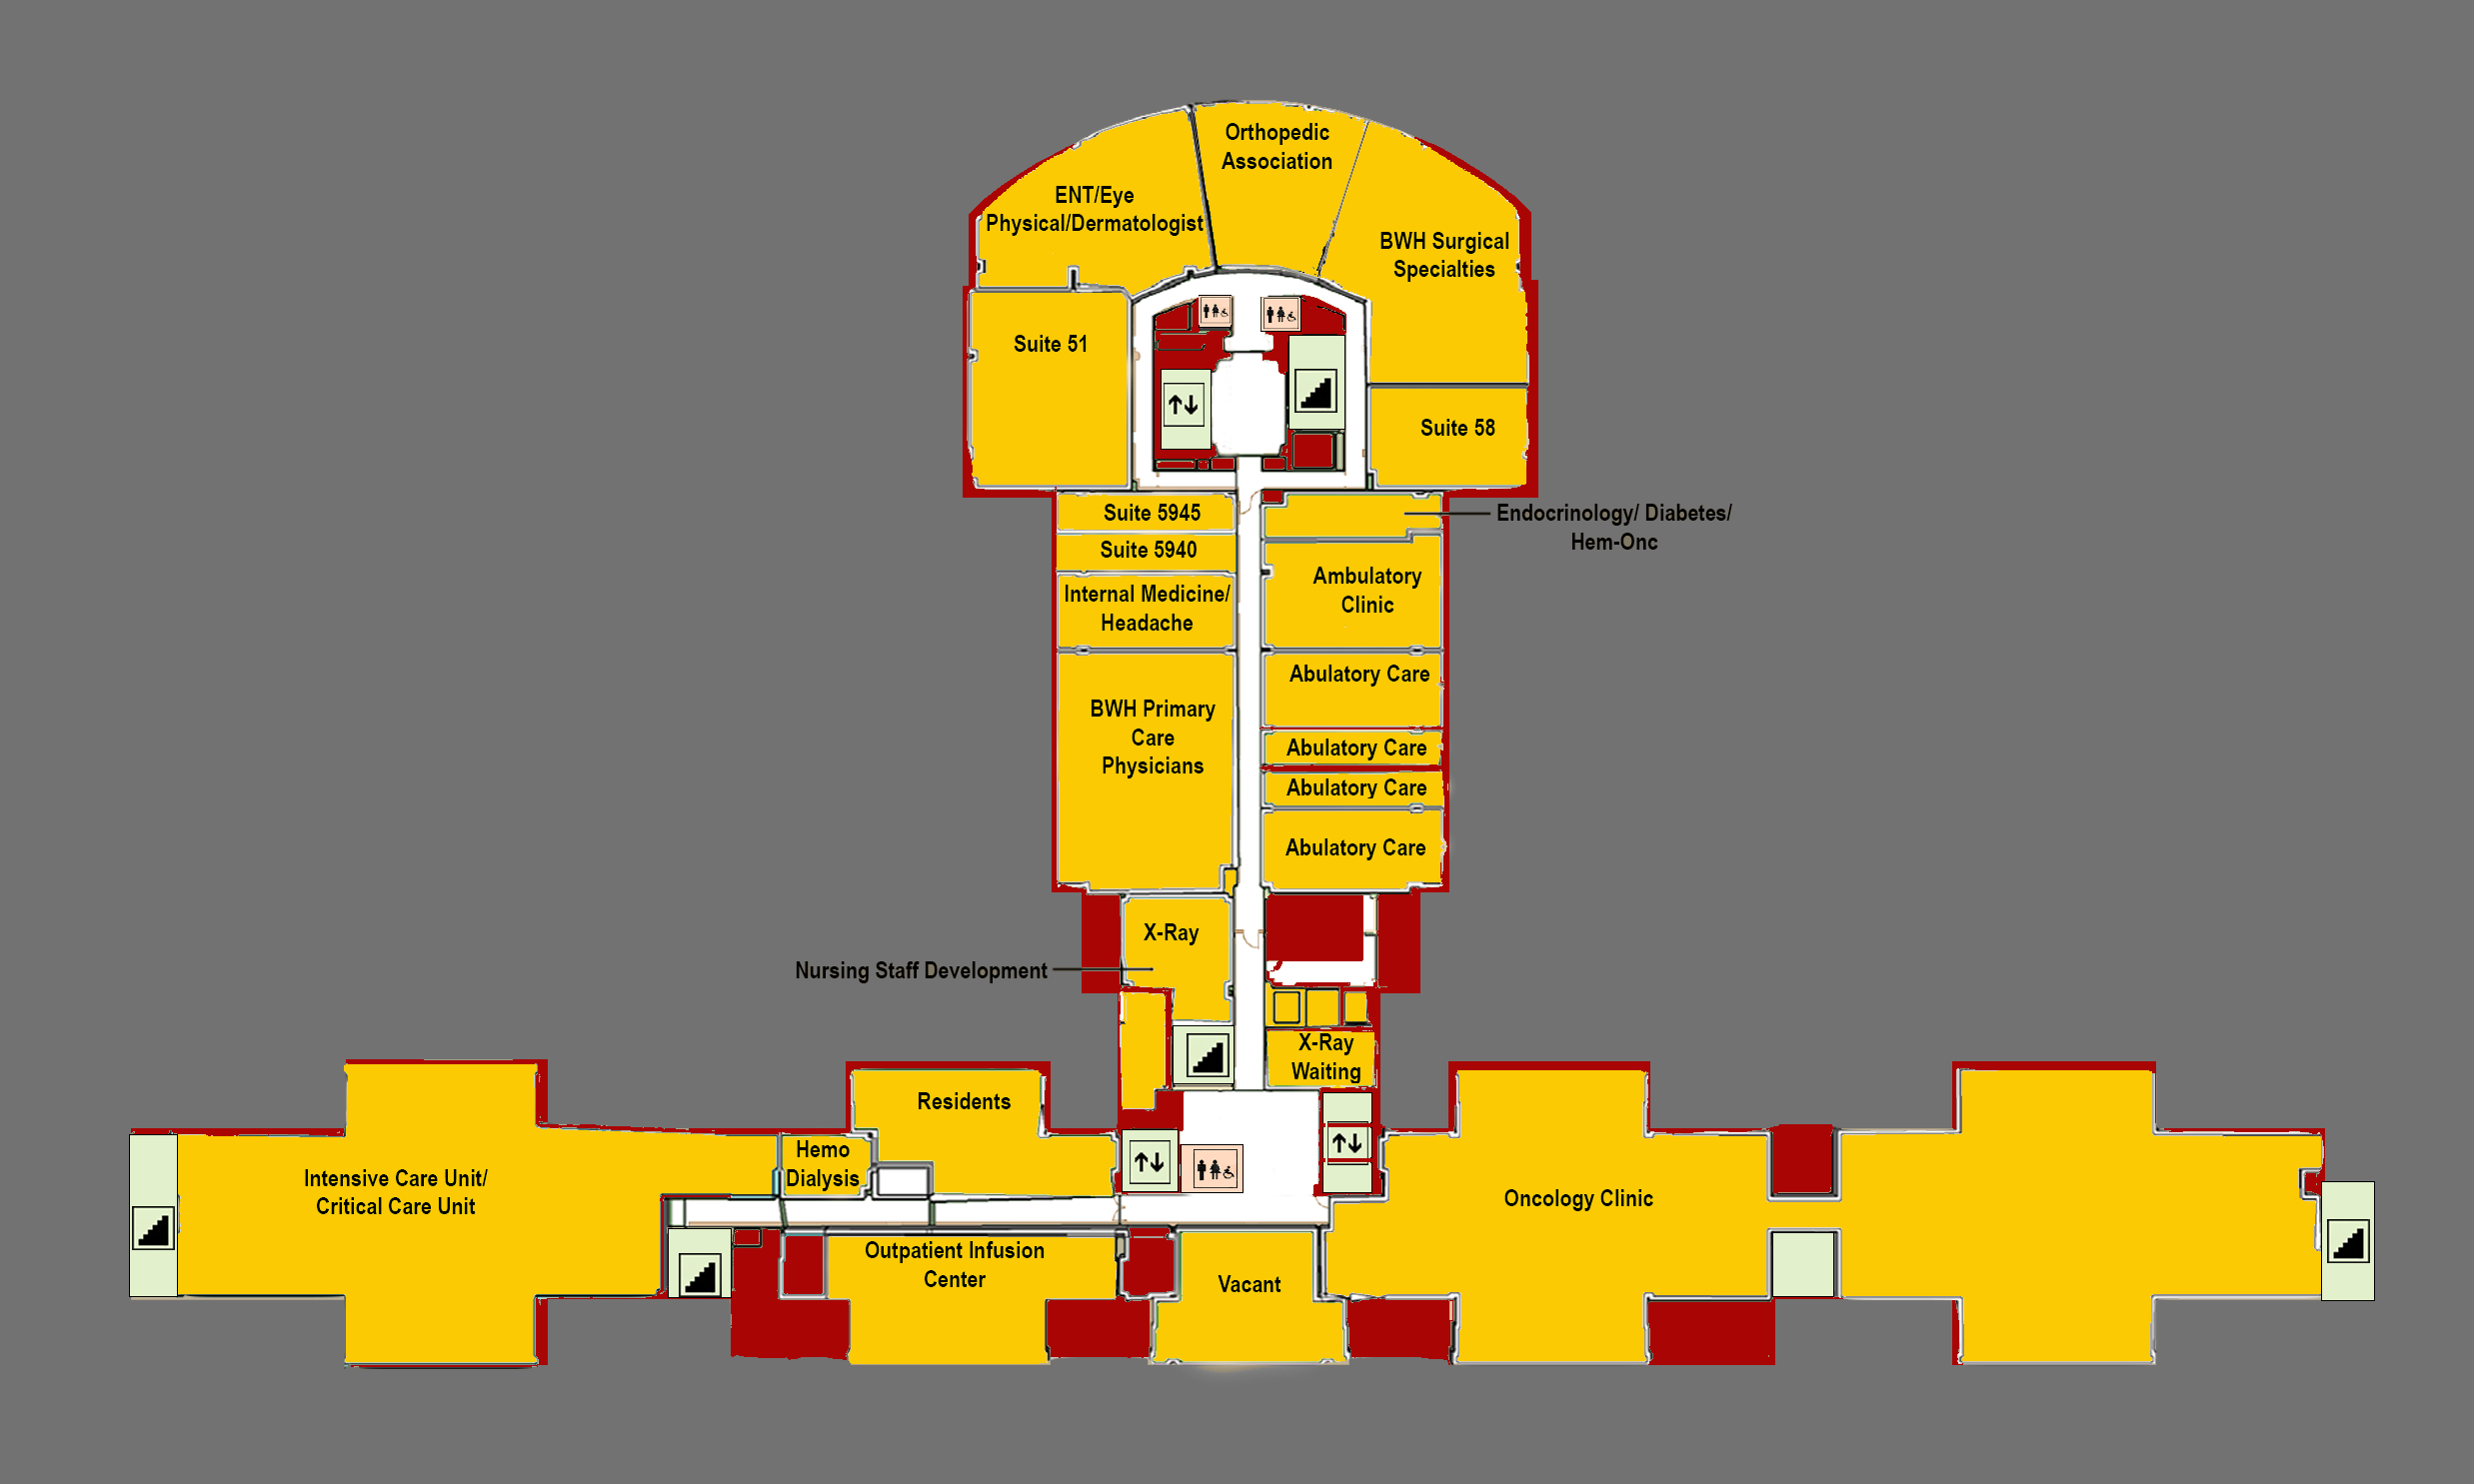 Orthopedic
Association
ENT/Eye
Physical/Dermatologist
BWH Surgical
Specialties
Suite 51
Suite 58
Suite 5945
Endocrinology/ Diabetes/
Hem-Onc
Suite 5940
Ambulatory
Clinic
Internal Medicine/
Headache
Abulatory Care
BWH Primary
Care
Physicians
Abulatory Care
Abulatory Care
Abulatory Care
X-Ray
Nursing Staff Development
X-Ray
Waiting
Residents
Hemo
Dialysis
Intensive Care Unit/
Critical Care Unit
Oncology Clinic
Outpatient Infusion
Center
Vacant